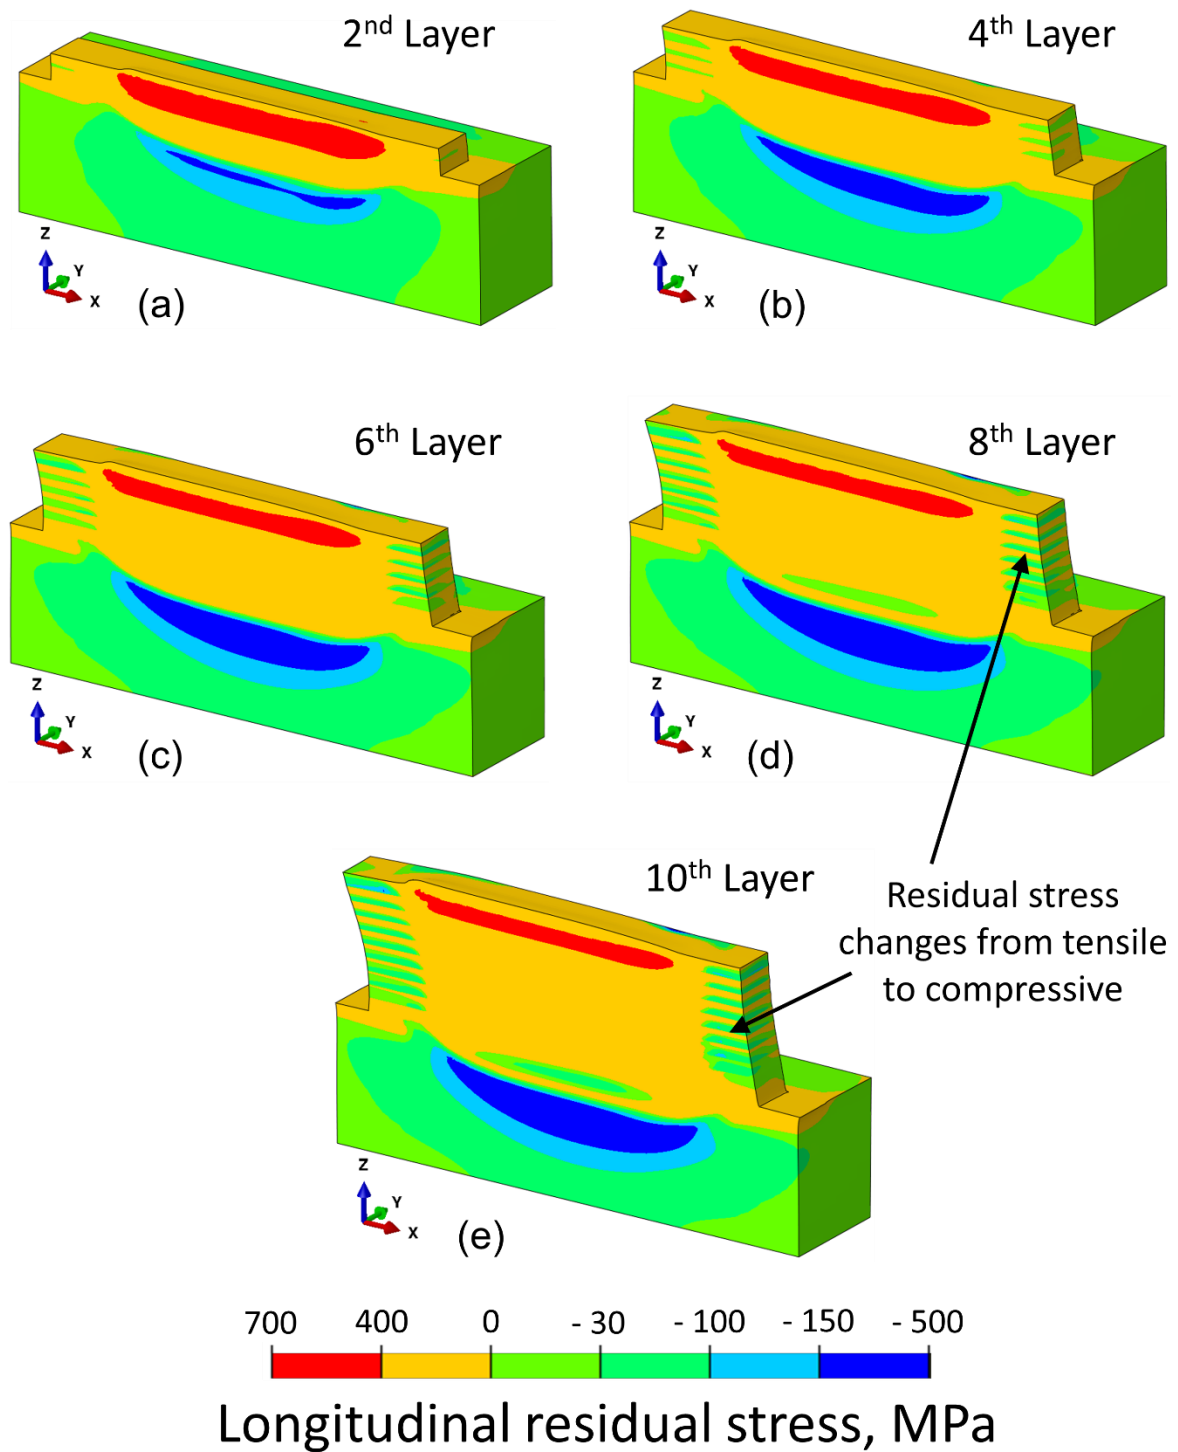 2nd Layer
4th Layer
Z
Y
X
(a)
Z
Y
X
(b)
6th Layer
8th Layer
Z
Y
X
(c)
Z
Y
X
(d)
10th Layer
Residual stress
changes from tensile
to compressive
Z
Y
X
(e)
700 400 0 - 30 - 100 - 150 - 500
Longitudinal residual stress, MPa